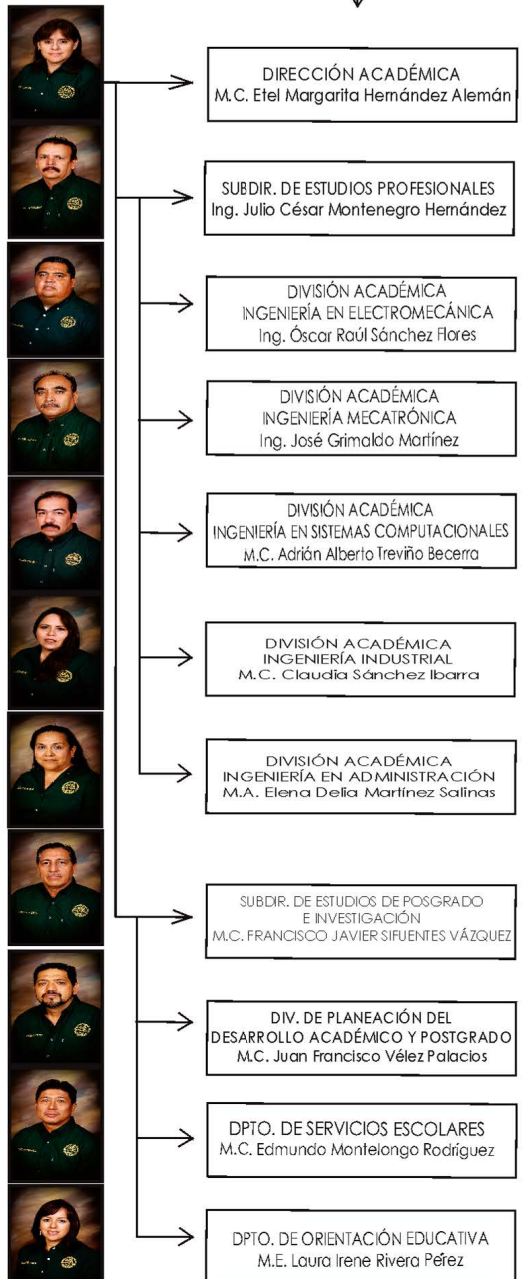 DIRECCIÓN ACADÉMICA
M.C. Etel Margarita Hernández Alemán
SUBDIR. DE ESTUDIOS PROFESIONALES
Ing. Julio César Montenegro Hernández
DIVISIÓN ACADÉMICA
INGENIERÍA EN ELECTROMECÁNICA
Ing. Óscar Raúl Sánchez Flores
DIVISIÓN ACADÉMICA
INGENIERÍA MECATRÓNICA
Ing. José Grimaldo Martínez
DIVISIÓN ACADÉMICA
INGENIERÍA EN SISTEMAS COMPUTACIONALES
M.C. Adrián Alberto Treviño Becerra
DIVISIÓN ACADÉMICA
INGENIERÍA INDUSTRIAL
M.C. Claudia Sánchez Ibarra
DIVISIÓN ACADÉMICA
INGENIERÍA EN ADMINISTRACIÓN
M.A. Elena Delia Martínez Salinas
SUBDIR. DE ESTUDIOS DE POSGRADO
E INVESTIGACIÓN
M.C. FRANCISCO JAVIER SIFUENTES VÁZQUEZ
DIV. DE PLANEACIÓN DEL
DESARROLLO ACADÉMICO Y POSTGRADO
M.C. Juan Francisco Vélez Palacios
DPTO. DE SERVICIOS ESCOLARES
M.C. Edmundo Montelongo Rodríguez
DPTO. DE ORIENTACIÓN EDUCATIVA
M.E. Laura Irene Rivera Pérez